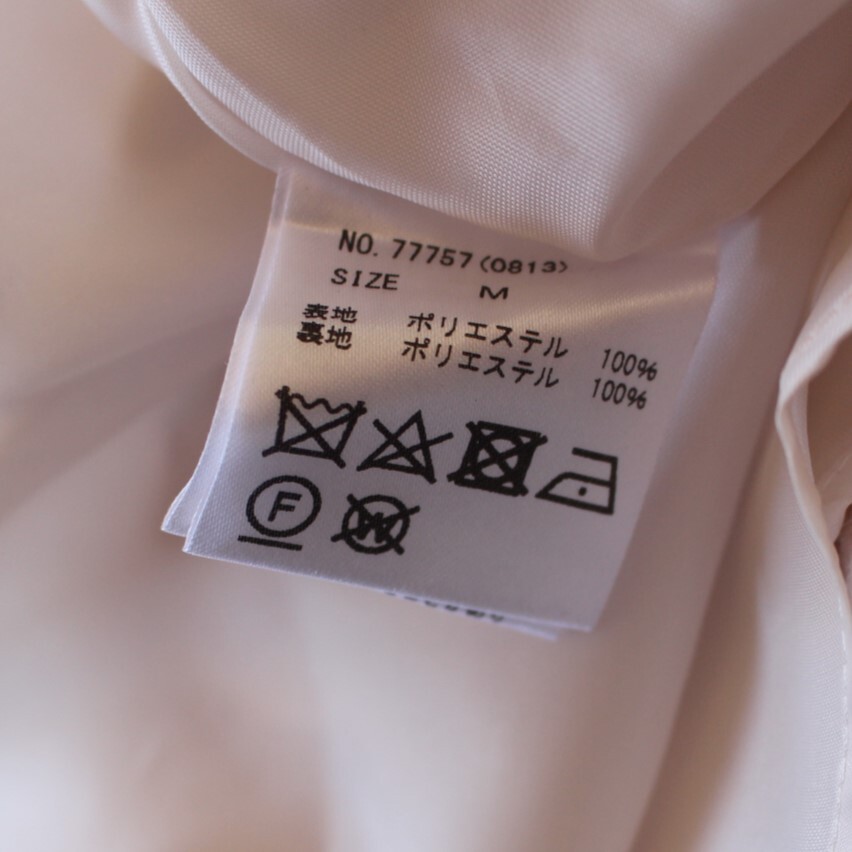 NO. 77757(0813)
SIZE M
表地 ポリエステル 100%
裏地 ポリエステル 100%
F
W